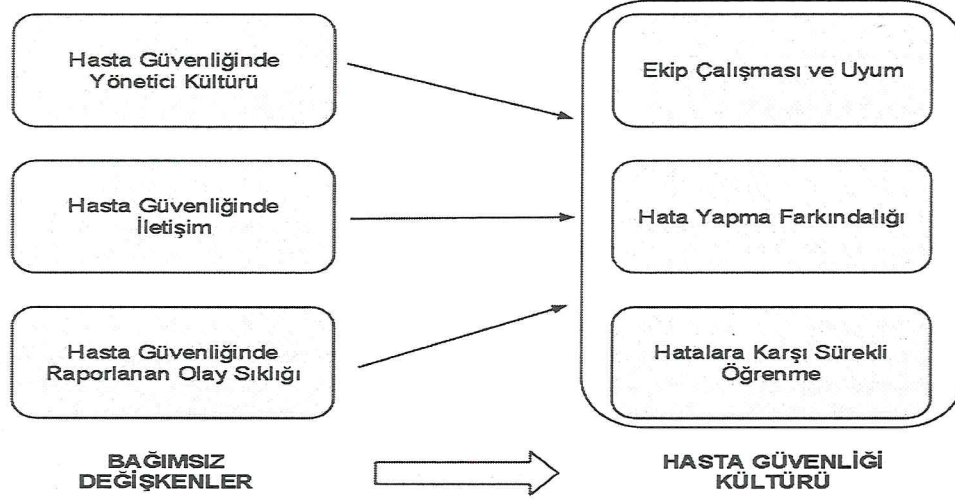 Hasta Güvenliğinde
Yönetici Kültürü
Hasta Güvenliğinde
İletişim
Hasta Güvenliğinde
Raporlanan Olay Sıklığı
BAĞIMSIZ
DEĞİŞKENLER
Ekip Çalışması ve Uyum
Hata Yapma Farkındalığı
Hatalara Karşı Sürekli
Öğrenme
HASTA GÜVENLİĞİ
KÜLTÜRÜ